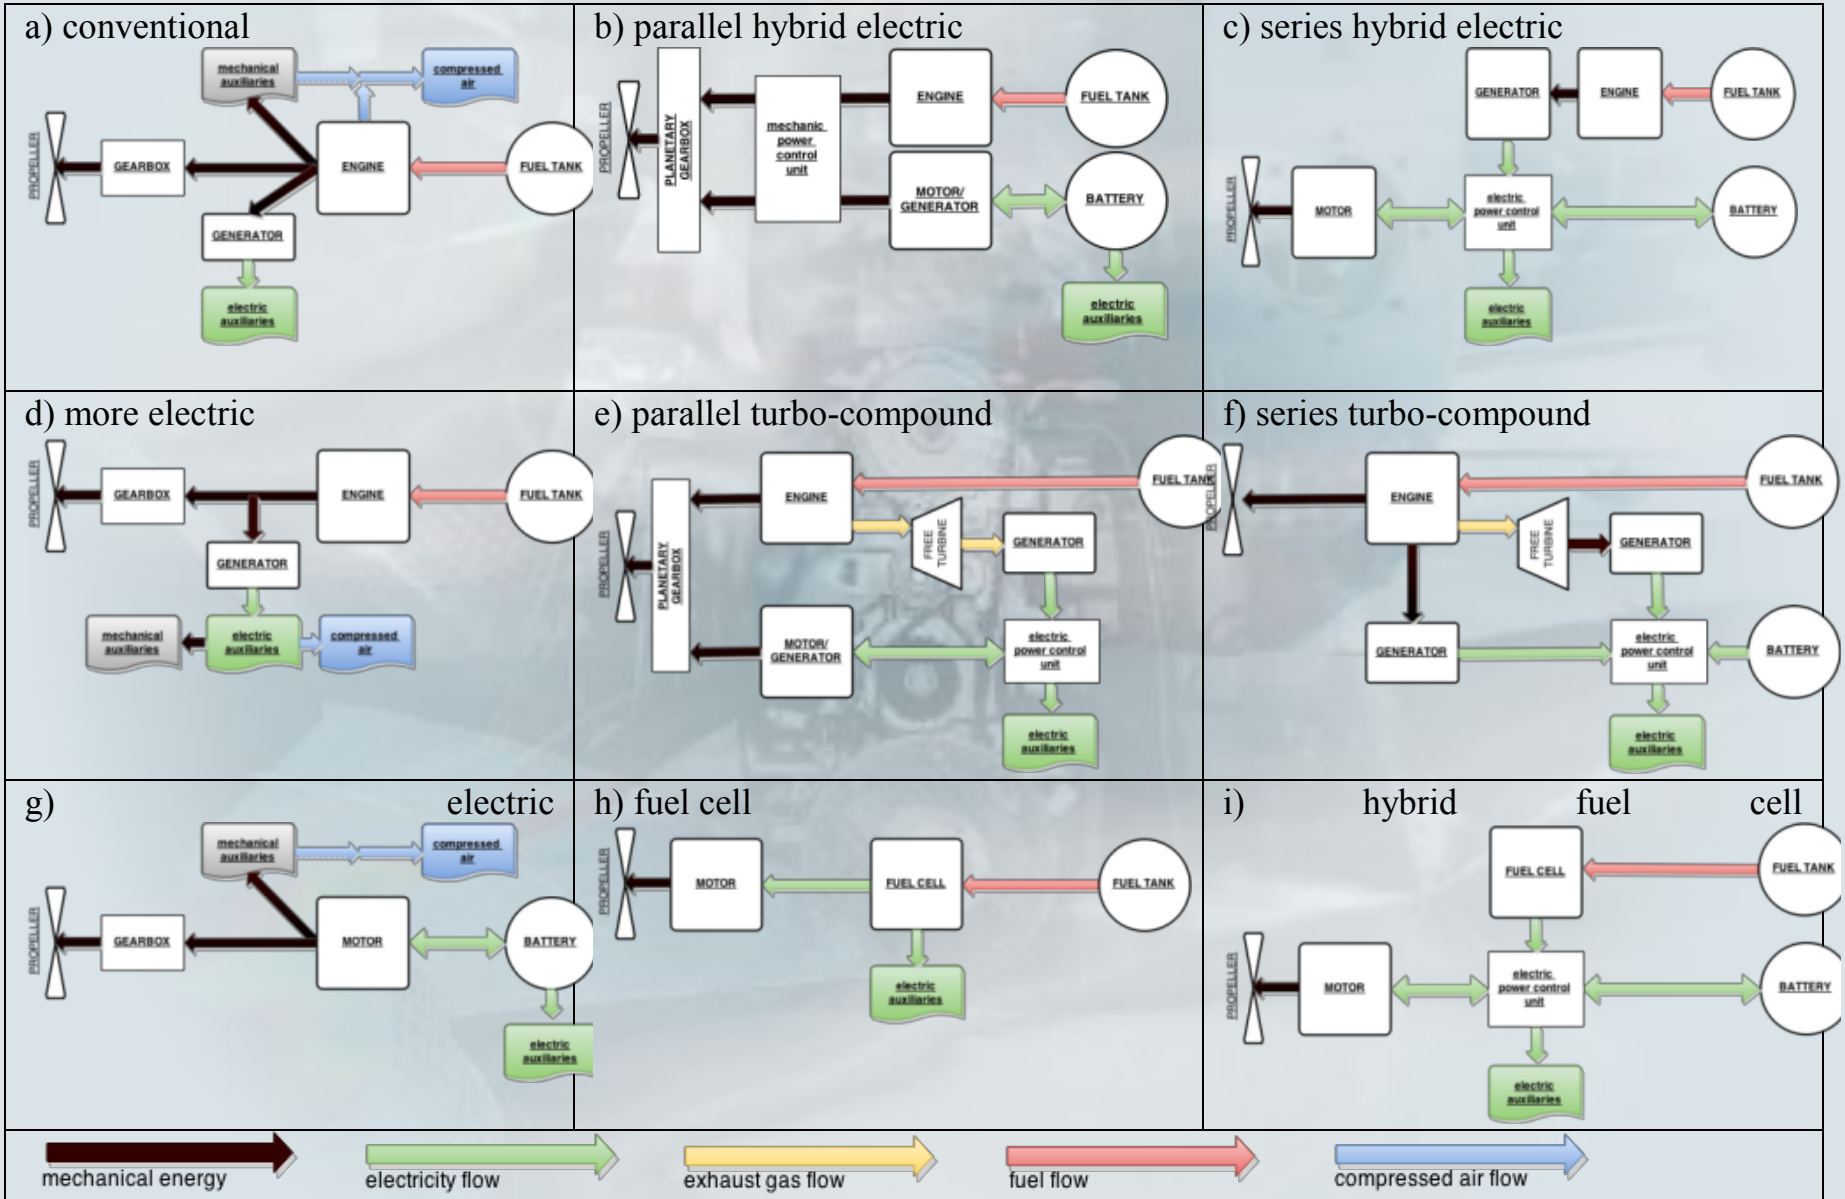 a) conventional
mechanical
auxiliaries
compressed
air
PROPELLER
GEARBOX
ENGINE
FUEL TANK
GENERATOR
electric
auxiliaries
b) parallel hybrid electric
PROPELLER
PLANETARY
GEARBOX
mechanic
power
control
unit
ENGINE
FUEL TANK
MOTOR/
GENERATOR
BATTERY
electric
auxiliaries
c) series hybrid electric
GENERATOR
ENGINE
FUEL TANK
PROPELLER
MOTOR
electric
power control
unit
BATTERY
electric
auxiliaries
d) more electric
PROPELLER
GEARBOX
ENGINE
FUEL TANK
GENERATOR
mechanical
auxiliaries
electric
auxiliaries
compressed
air
e) parallel turbo-compound
PROPELLER
PLANETARY
GEARBOX
ENGINE
FUEL TANK
FREE
TURBINE
GENERATOR
MOTOR/
GENERATOR
electric
power control
unit
electric
auxiliaries
f) series turbo-compound
PROPELLER
ENGINE
FUEL TANK
FREE
TURBINE
GENERATOR
GENERATOR
electric
power control
unit
BATTERY
electric
auxiliaries
g) electric
mechanical
auxiliaries
compressed
air
PROPELLER
GEARBOX
MOTOR
BATTERY
electric
auxiliaries
h) fuel cell
PROPELLER
MOTOR
FUEL CELL
FUEL TANK
electric
auxiliaries
i) hybrid fuel cell
FUEL CELL
FUEL TANK
PROPELLER
MOTOR
electric
power control
unit
BATTERY
electric
auxiliaries
mechanical energy
electricity flow
exhaust gas flow
fuel flow
compressed air flow